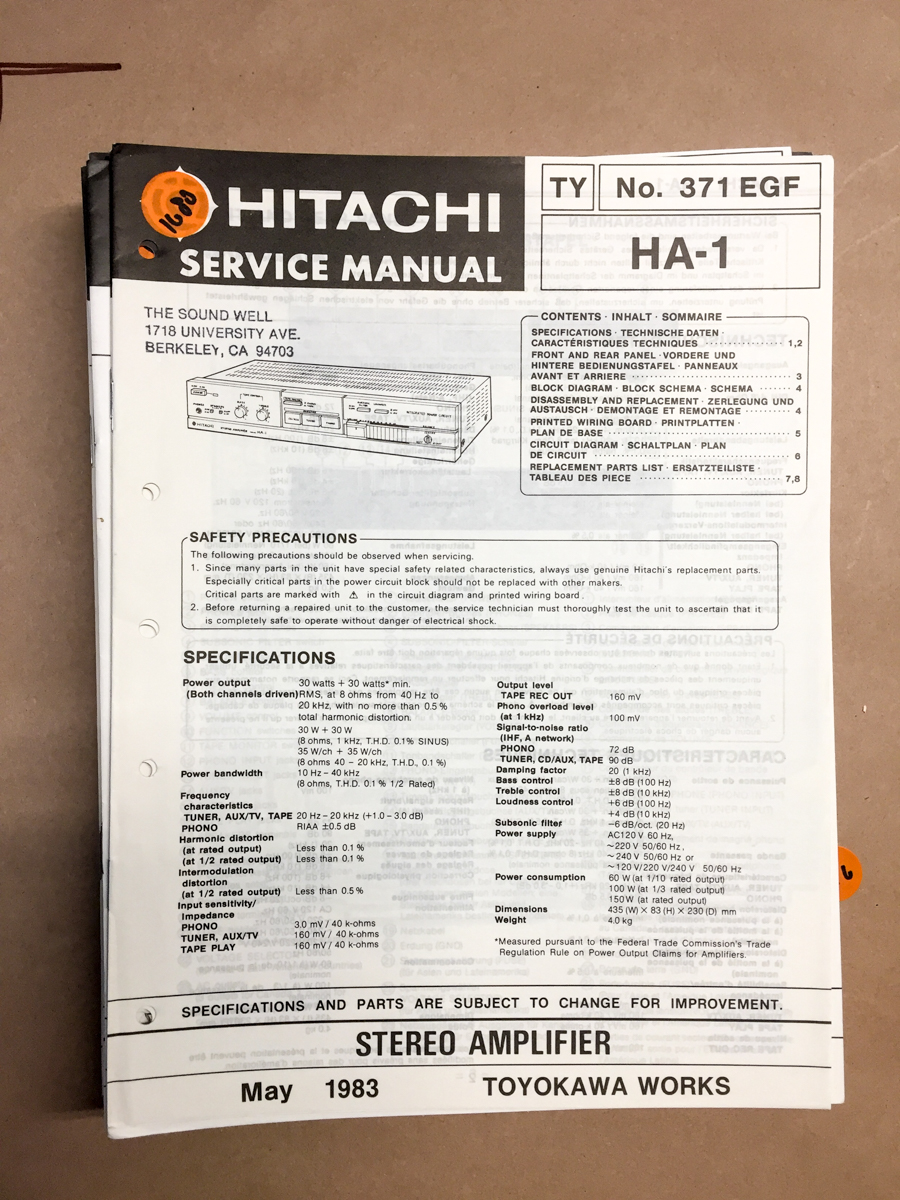 1680
HITACHI
SERVICE MANUAL
TY
No. 371 EGF
HA-1
THE SOUND WELL
1718 UNIVERSITY AVE.
BERKELEY, CA 94703
HITACHI
CONTENTS · INHALT · SOMMAIRE
SPECIFICATIONS · TECHNISCHE DATEN ·
CARACTÉRISTIQUES TECHNIQUES ············ 1,2
FRONT AND REAR PANEL · VORDERE UND
HINTERE BEDIENUNGSTAFEL · PANNEAUX
AVANT ET ARRIERE ············ 3
BLOCK DIAGRAM · BLOCK SCHEMA · SCHEMA ······ 4
DISASSEMBLY AND REPLACEMENT · ZERLEGUNG UND
AUSTAUSCH · DEMONTAGE ET REMONTAGE ········ 4
PRINTED WIRING BOARD · PRINTPLATTEN ·
PLAN DE BASE ············ 5
CIRCUIT DIAGRAM · SCHALTPLAN · PLAN
DE CIRCUIT ············ 6
REPLACEMENT PARTS LIST · ERSATZTEILISTE ·
TABLEAU DES PIECE ············ 7,8
SAFETY PRECAUTIONS
The following precautions should be observed when servicing.
1. Since many parts in the unit have special safety related characteristics, always use genuine Hitachi's replacement parts.
Especially critical parts in the power circuit block should not be replaced with other makers.
Critical parts are marked with ⚠ in the circuit diagram and printed wiring board.
2. Before returning a repaired unit to the customer, the service technician must thoroughly test the unit to ascertain that it
is completely safe to operate without danger of electrical shock.
SPECIFICATIONS
Power output 30 watts + 30 watts* min.
(Both channels driven) RMS, at 8 ohms from 40 Hz to
20 kHz, with no more than 0.5 %
total harmonic distortion.
30 W + 30 W
(8 ohms, 1 kHz, T.H.D. 0.1% SINUS)
35 W/ch + 35 W/ch
(8 ohms 40 – 20 kHz, T.H.D., 0.1 %)
Power bandwidth 10 Hz – 40 kHz
(8 ohms, T.H.D. 0.1 % 1/2 Rated)
Frequency
characteristics
TUNER, AUX/TV, TAPE 20 Hz – 20 kHz (+1.0 – 3.0 dB)
PHONO RIAA ±0.5 dB
Harmonic distortion
(at rated output) Less than 0.1 %
(at 1/2 rated output) Less than 0.1 %
Intermodulation
distortion
(at 1/2 rated output) Less than 0.5 %
Input sensitivity/
Impedance
PHONO 3.0 mV / 40 k-ohms
TUNER, AUX/TV 160 mV / 40 k-ohms
TAPE PLAY 160 mV / 40 k-ohms
Output level
TAPE REC OUT 160 mV
Phono overload level
(at 1 kHz) 100 mV
Signal-to-noise ratio
(IHF, A network)
PHONO 72 dB
TUNER, CD/AUX, TAPE 90 dB
Damping factor 20 (1 kHz)
Bass control ±8 dB (100 Hz)
Treble control ±8 dB (10 kHz)
Loudness control +6 dB (100 Hz)
+4 dB (10 kHz)
Subsonic filter –6 dB/oct. (20 Hz)
Power supply AC120 V 60 Hz,
~220 V 50/60 Hz,
~240 V 50/60 Hz or
~120 V/220 V/240 V 50/60 Hz
Power consumption 60 W (at 1/10 rated output)
100 W (at 1/3 rated output)
150W (at rated output)
Dimensions 435 (W) × 83 (H) × 230 (D) mm
Weight 4.0 kg
*Measured pursuant to the Federal Trade Commission's Trade
Regulation Rule on Power Output Claims for Amplifiers.
SPECIFICATIONS AND PARTS ARE SUBJECT TO CHANGE FOR IMPROVEMENT.
STEREO AMPLIFIER
May 1983 TOYOKAWA WORKS